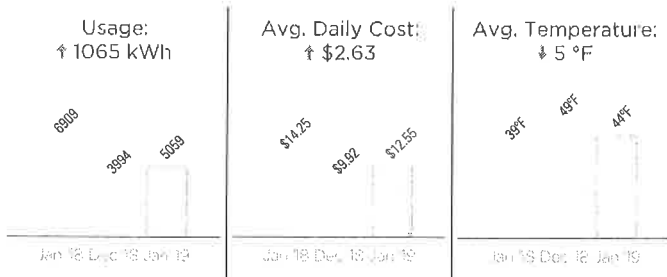 Usage:
↑ 1065 kWh
6909
3994
5059
Jan 18 Dec 18 Jan 19
Avg. Daily Cost:
↑ $2.63
$14.25
$9.92
$12.55
Jan 18 Dec 18 Jan 19
Avg. Temperature:
↓ 5 °F
39°F
49°F
44°F
Jan 18 Dec 18 Jan 19